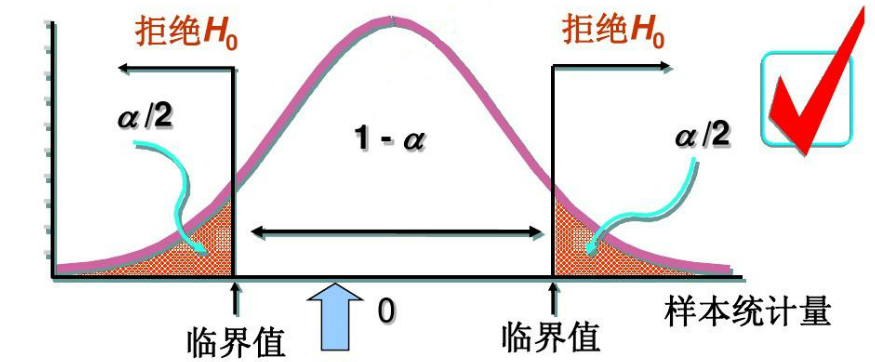 拒绝H₀
拒绝H₀
α/2
1 - α
α/2
0
临界值
临界值
样本统计量